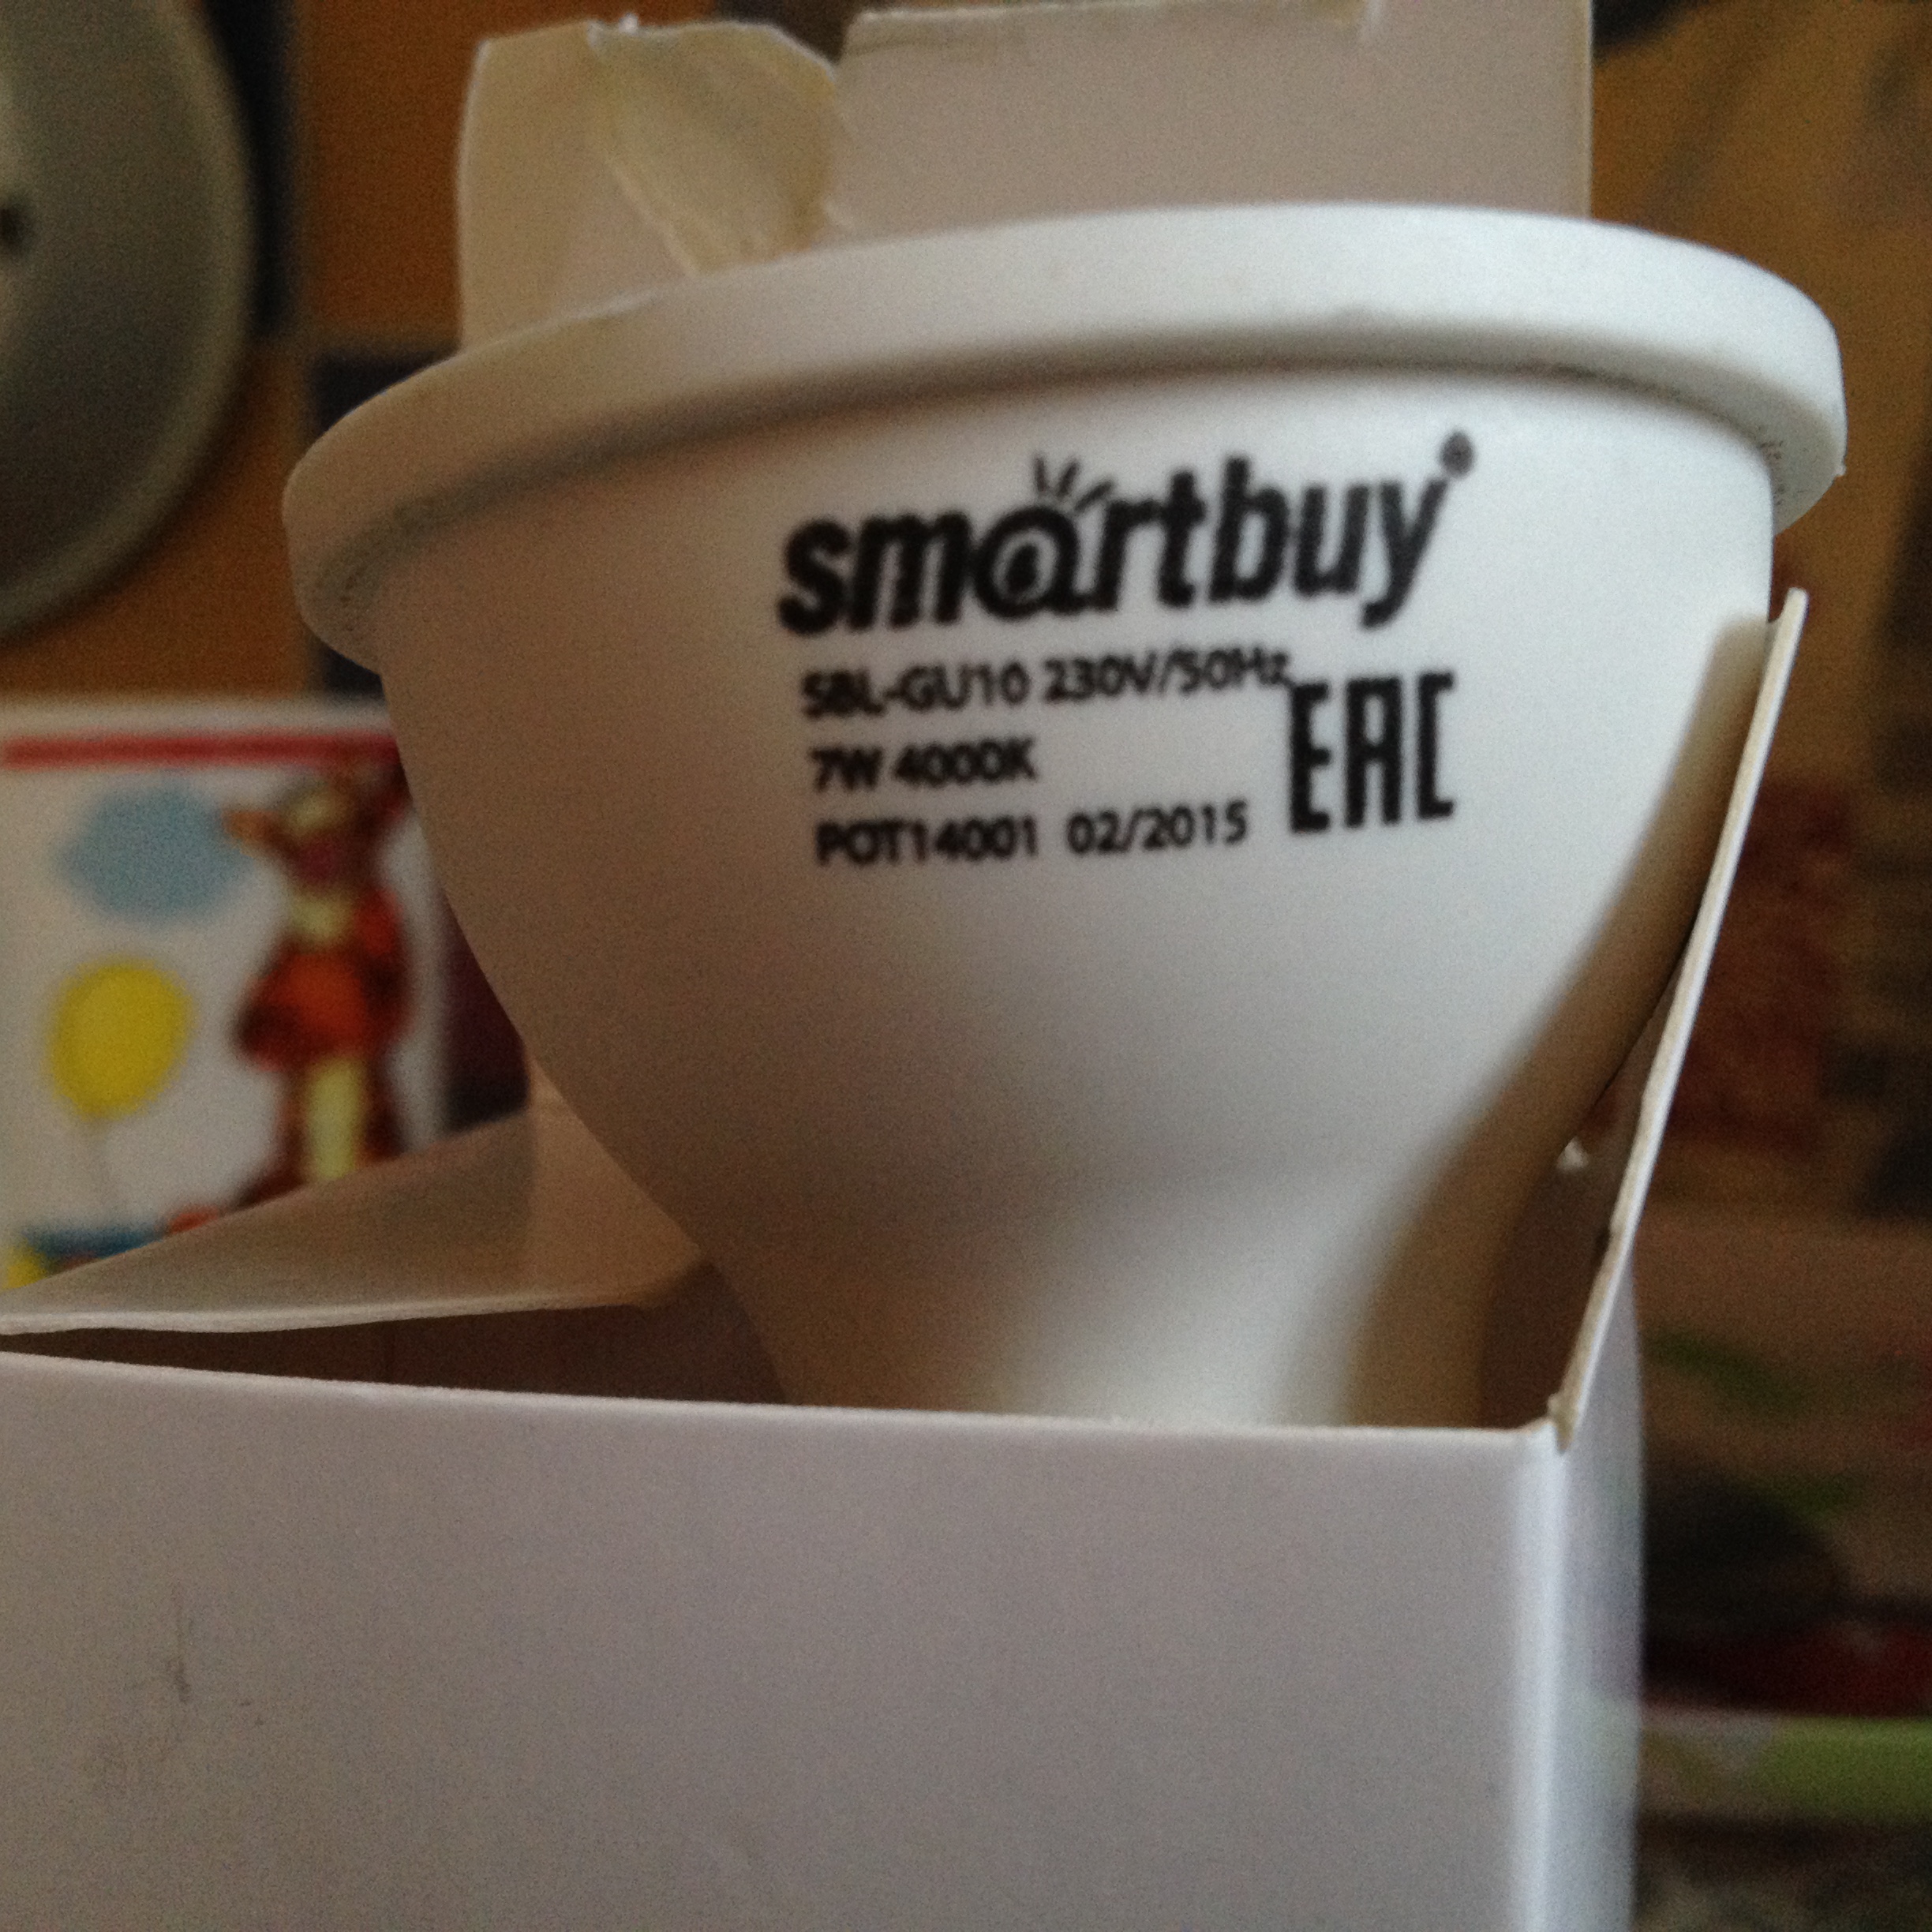 smartbuy
SBL-GU10 230V/50Hz
7W 4000K
EAC
POT14001 02/2015